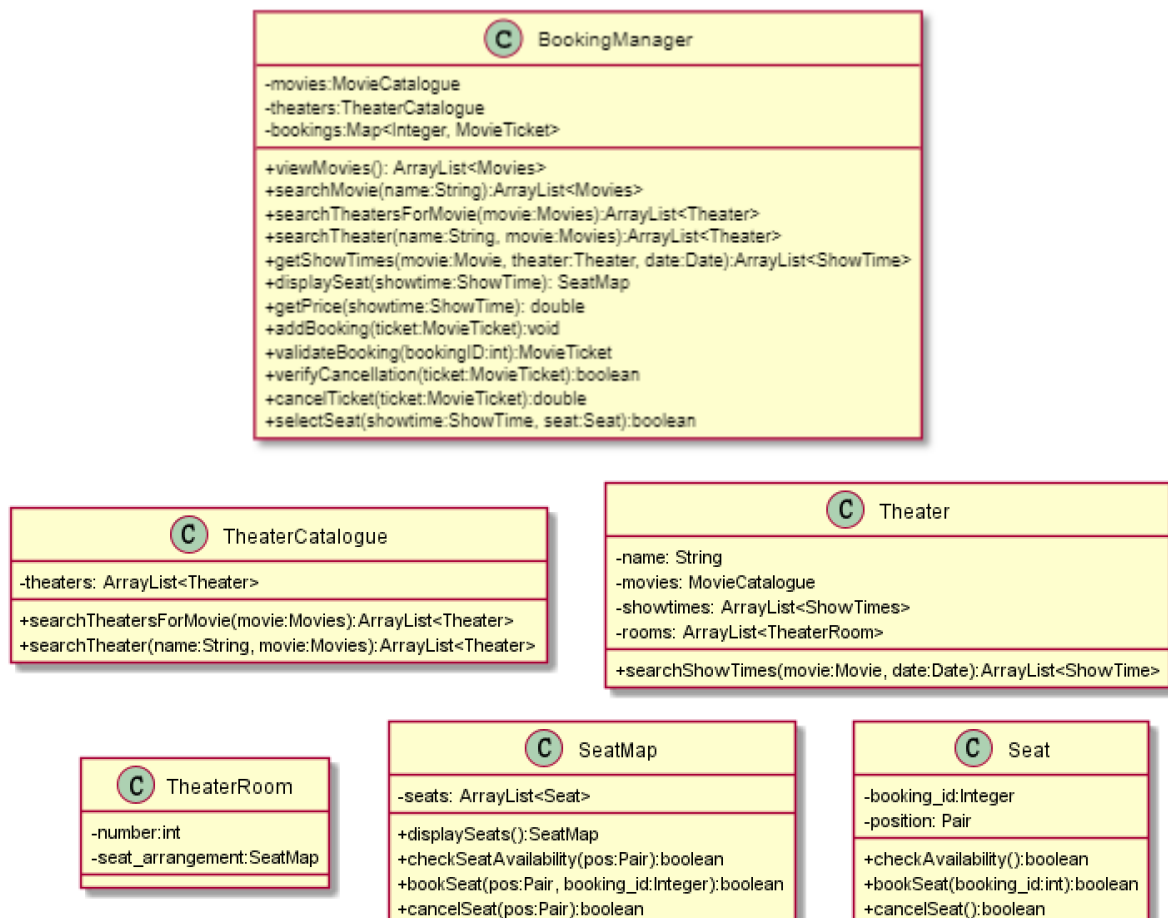 C BookingManager
-movies:MovieCatalogue
-theaters:TheaterCatalogue
-bookings:Map<Integer, MovieTicket>
+viewMovies(): ArrayList<Movies>
+searchMovie(name:String):ArrayList<Movies>
+searchTheatersForMovie(movie:Movies):ArrayList<Theater>
+searchTheater(name:String, movie:Movies):ArrayList<Theater>
+getShowTimes(movie:Movie, theater:Theater, date:Date):ArrayList<ShowTime>
+displaySeat(showtime:ShowTime): SeatMap
+getPrice(showtime:ShowTime): double
+addBooking(ticket:MovieTicket):void
+validateBooking(bookingID:int):MovieTicket
+verifyCancellation(ticket:MovieTicket):boolean
+cancelTicket(ticket:MovieTicket):double
+selectSeat(showtime:ShowTime, seat:Seat):boolean
C TheaterCatalogue
-theaters: ArrayList<Theater>
+searchTheatersForMovie(movie:Movies):ArrayList<Theater>
+searchTheater(name:String, movie:Movies):ArrayList<Theater>
C Theater
-name: String
-movies: MovieCatalogue
-showtimes: ArrayList<ShowTimes>
-rooms: ArrayList<TheaterRoom>
+searchShowTimes(movie:Movie, date:Date):ArrayList<ShowTime>
C TheaterRoom
-number:int
-seat_arrangement:SeatMap
C SeatMap
-seats: ArrayList<Seat>
+displaySeats():SeatMap
+checkSeatAvailability(pos:Pair):boolean
+bookSeat(pos:Pair, booking_id:Integer):boolean
+cancelSeat(pos:Pair):boolean
C Seat
-booking_id:Integer
-position: Pair
+checkAvailability():boolean
+bookSeat(booking_id:int):boolean
+cancelSeat():boolean